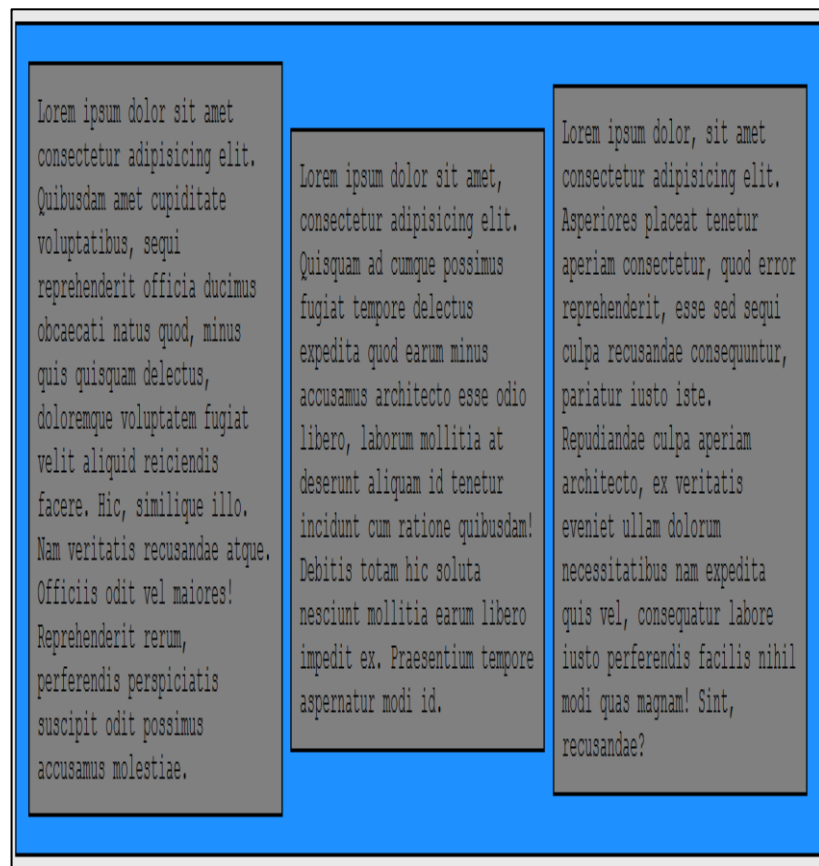 Lorem ipsum dolor sit amet
consectetur adipisicing elit.
Quibusdam amet cupiditate
voluptatibus, sequi
reprehenderit officia ducimus
obcaecati natus quod, minus
quis quisquam delectus,
doloremque voluptatem fugiat
velit aliquid reiciendis
facere. Hic, similique illo.
Nam veritatis recusandae atque.
Officiis odit vel maiores!
Reprehenderit rerum,
perferendis perspiciatis
suscipit odit possimus
accusamus molestiae.
Lorem ipsum dolor sit amet,
consectetur adipisicing elit.
Quisquam ad cumque possimus
fugiat tempore delectus
expedita quod earum minus
accusamus architecto esse odio
libero, laborum mollitia at
deserunt aliquam id tenetur
incidunt cum ratione quibusdam!
Debitis totam hic soluta
nesciunt mollitia earum libero
impedit ex. Praesentium tempore
aspernatur modi id.
Lorem ipsum dolor, sit amet
consectetur adipisicing elit.
Asperiores placeat tenetur
aperiam consectetur, quod error
reprehenderit, esse sed sequi
culpa recusandae consequuntur,
pariatur iusto iste.
Repudiandae culpa aperiam
architecto, ex veritatis
eveniet ullam dolorum
necessitatibus nam expedita
quis vel, consequatur labore
iusto perferendis facilis nihil
modi quas magnam! Sint,
recusandae?